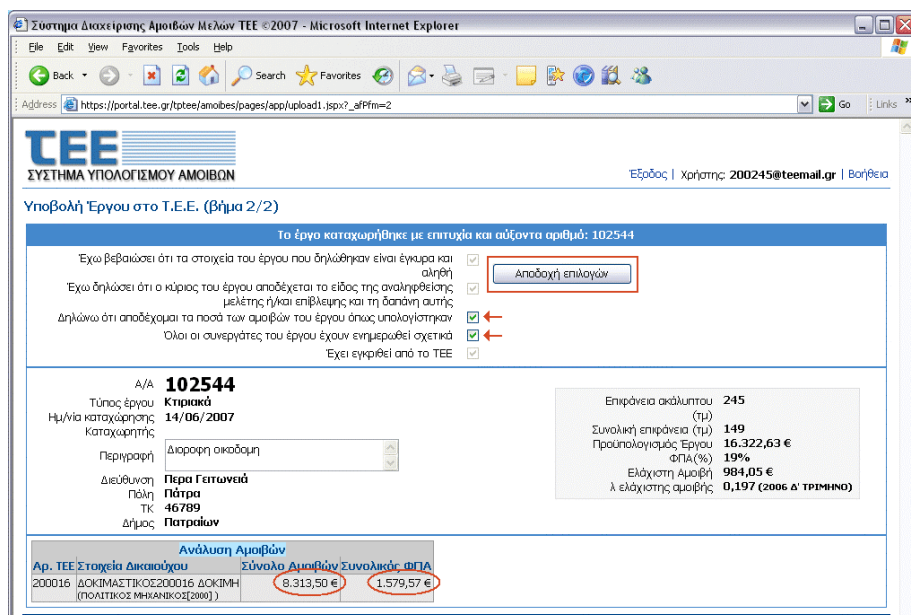 Σύστημα Διαχείρισης Αμοιβών Μελών ΤΕΕ ©2007 - Microsoft Internet Explorer
File Edit View Favorites Tools Help
Back Search Favorites
Address https://portal.tee.gr/tptee/amoibes/pages/app/upload1.jspx?_afPfm=2 Go Links »
ΤΕΕ
ΣΥΣΤΗΜΑ ΥΠΟΛΟΓΙΣΜΟΥ ΑΜΟΙΒΩΝ
Έξοδος | Χρήστης: 200245@teemail.gr | Βοήθεια
Υποβολή Έργου στο Τ.Ε.Ε. (βήμα 2/2)
Το έργο καταχωρήθηκε με επιτυχία και αύξοντα αριθμό: 102544
Έχω βεβαιώσει ότι τα στοιχεία του έργου που δηλώθηκαν είναι έγκυρα και
αληθή
Αποδοχή επιλογών
Έχω δηλώσει ότι ο κύριος του έργου αποδέχεται το είδος της αναληφθείσης
μελέτης ή/και επίβλεψης και τη δαπάνη αυτής
Δηλώνω ότι αποδέχομαι τα ποσά των αμοιβών του έργου όπως υπολογίστηκαν
Όλοι οι συνεργάτες του έργου έχουν ενημερωθεί σχετικά
Έχει εγκριθεί από το ΤΕΕ
Α/Α 102544
Τύπος έργου Κτιριακά
Ημ/νία καταχώρησης 14/06/2007
Καταχωρητής
Περιγραφή Διοροφη οικοδομη
Διεύθυνση Περα Γειτωνειά
Πόλη Πάτρα
ΤΚ 46789
Δήμος Πατραίων
Επιφάνεια ακάλυπτου 245
(τμ)
Συνολική επιφάνεια (τμ) 149
Προϋπολογισμός Έργου 16.322,63 €
ΦΠΑ(%) 19%
Ελάχιστη Αμοιβή 984,05 €
λ ελάχιστης αμοιβής 0,197 (2006 Δ' ΤΡΙΜΗΝΟ)
Ανάλυση Αμοιβών
Αρ. ΤΕΕ Στοιχεία Δικαιούχου Σύνολο Αμοιβών Συνολικός ΦΠΑ
200016 ΔΟΚΙΜΑΣΤΙΚΟΣ200016 ΔΟΚΙΜΗ 8.313,50 € 1.579,57 €
(ΠΟΛΙΤΙΚΟΣ ΜΗΧΑΝΙΚΟΣ[2000] )